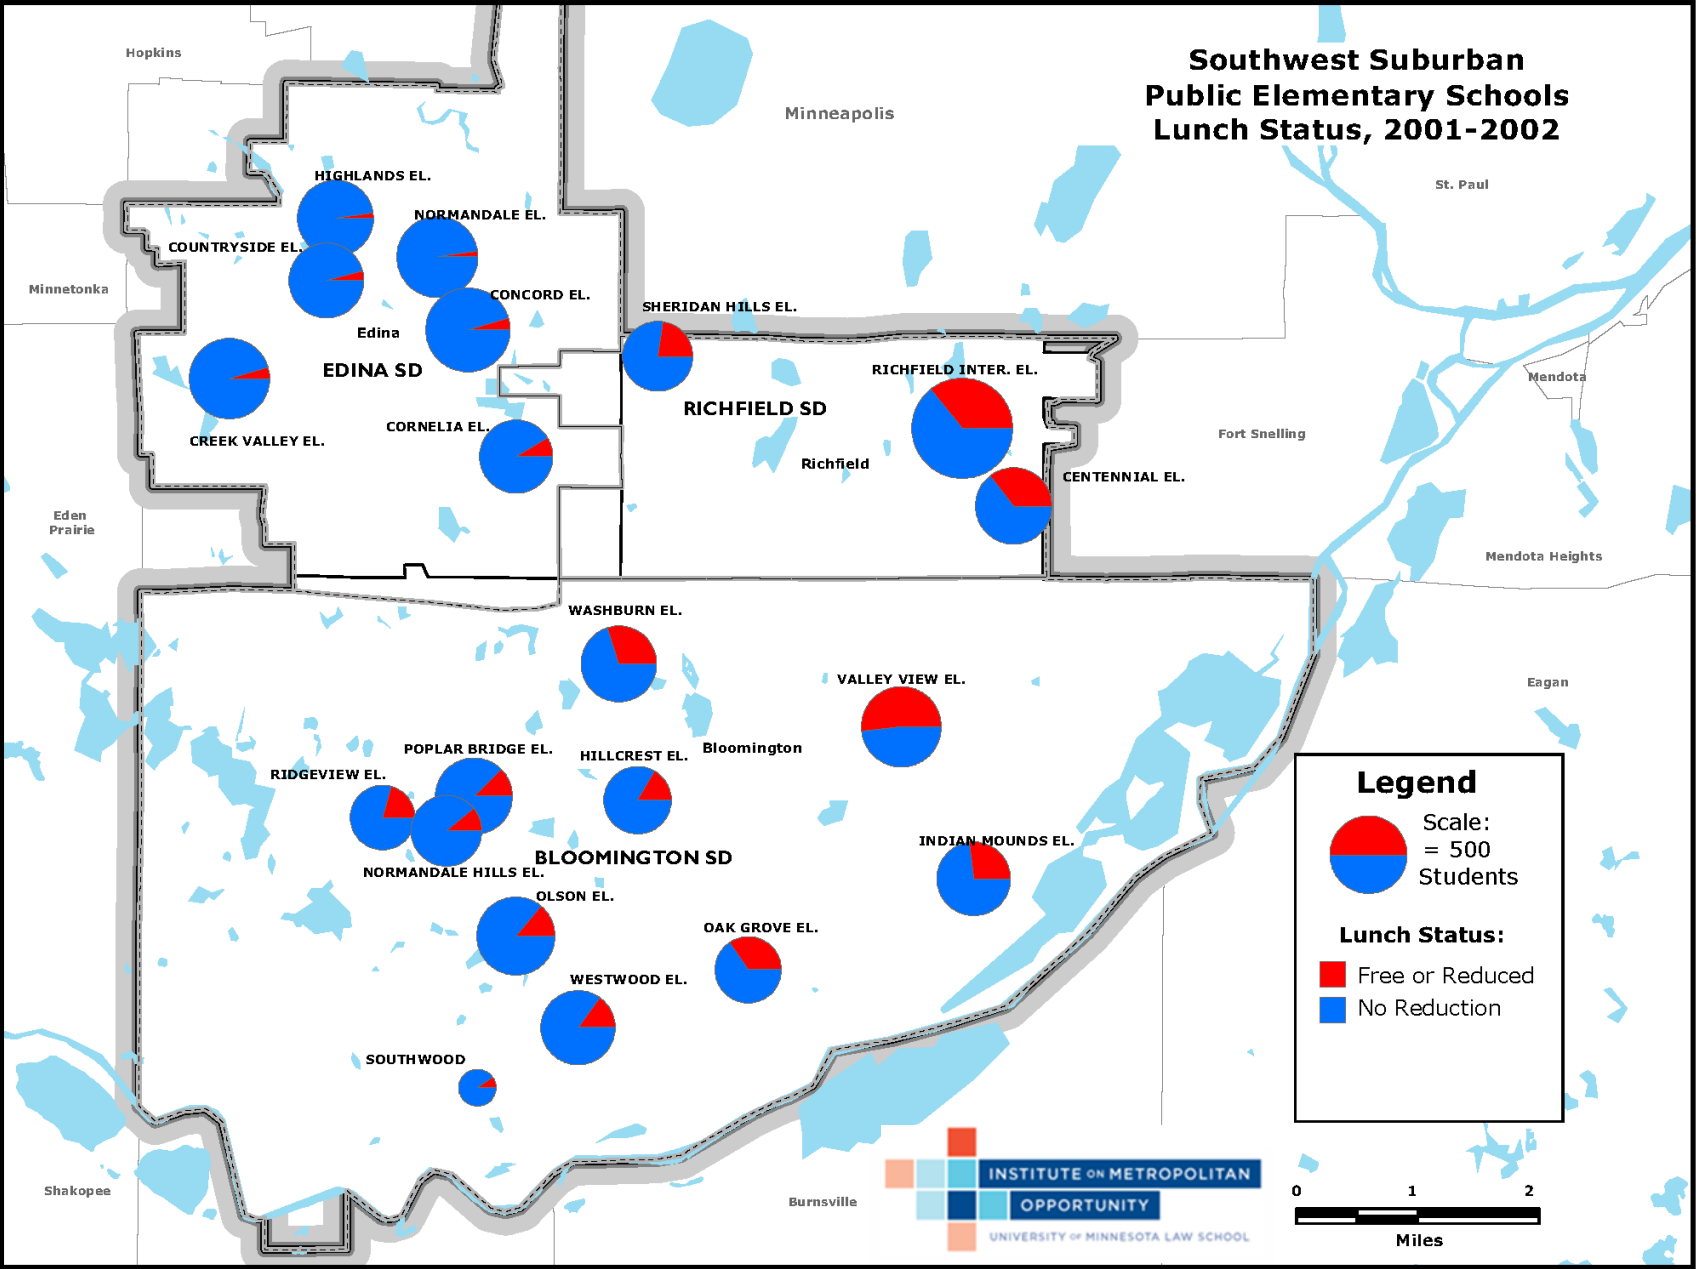 Southwest Suburban
Public Elementary Schools
Lunch Status, 2001-2002
Hopkins
Minneapolis
St. Paul
HIGHLANDS EL.
NORMANDALE EL.
COUNTRYSIDE EL.
Minnetonka
CONCORD EL.
SHERIDAN HILLS EL.
Edina
EDINA SD
RICHFIELD INTER. EL.
Mendota
RICHFIELD SD
CORNELIA EL.
CREEK VALLEY EL.
Fort Snelling
Richfield
CENTENNIAL EL.
Eden
Prairie
Mendota Heights
WASHBURN EL.
VALLEY VIEW EL.
Eagan
POPLAR BRIDGE EL.
Bloomington
HILLCREST EL.
RIDGEVIEW EL.
INDIAN MOUNDS EL.
BLOOMINGTON SD
NORMANDALE HILLS EL.
OLSON EL.
OAK GROVE EL.
WESTWOOD EL.
SOUTHWOOD
Shakopee
Burnsville
Legend
Scale:
= 500
Students
Lunch Status:
Free or Reduced
No Reduction
INSTITUTE ON METROPOLITAN
OPPORTUNITY
UNIVERSITY OF MINNESOTA LAW SCHOOL
0 1 2
Miles